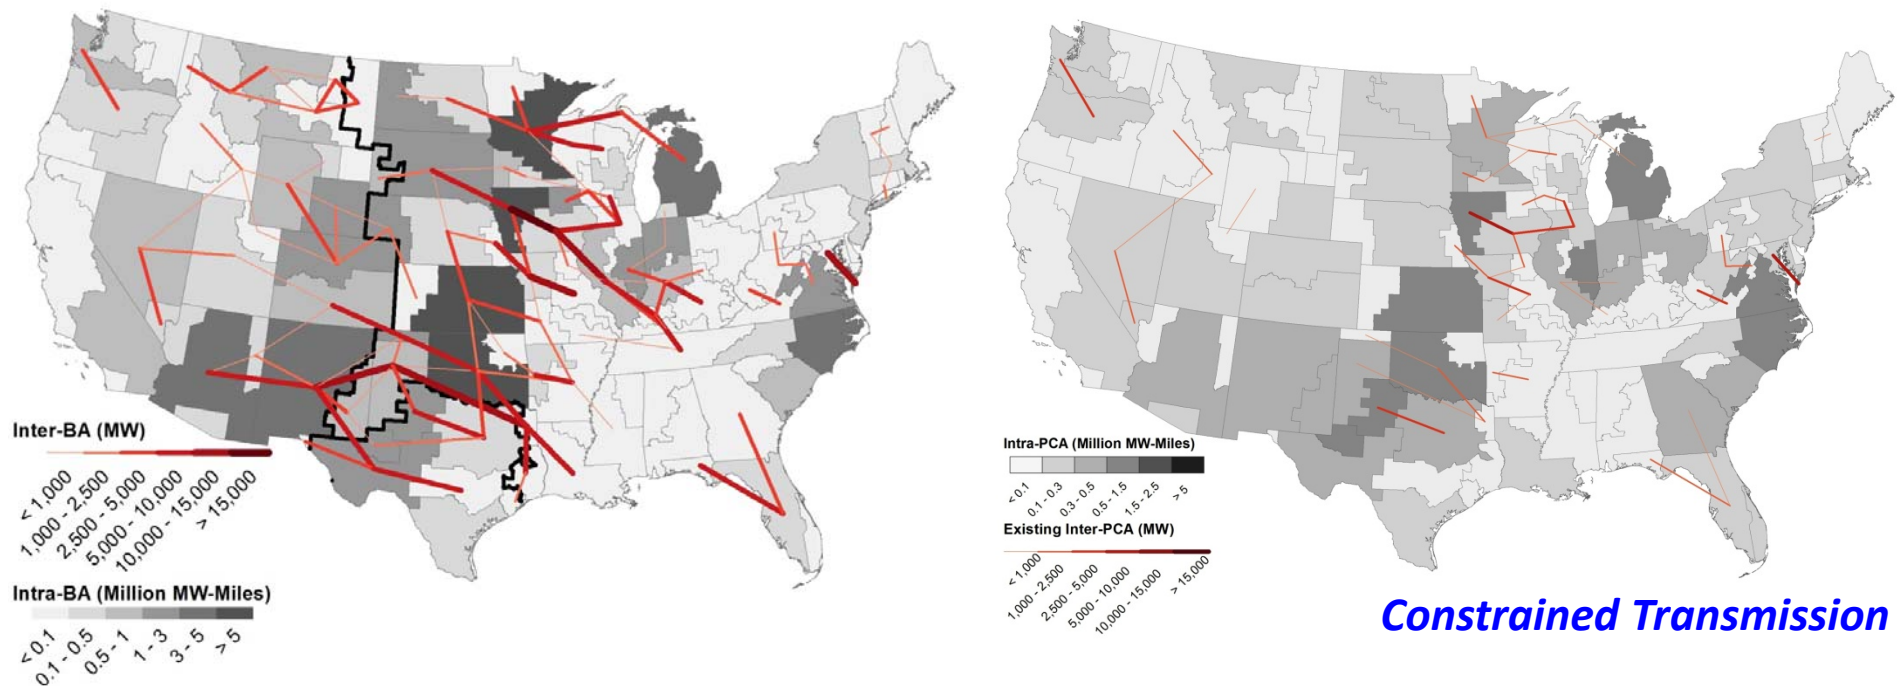 Inter-BA (MW)
< 1,000
1,000 - 2,500
2,500 - 5,000
5,000 - 10,000
10,000 - 15,000
> 15,000
Intra-BA (Million MW-Miles)
< 0.1
0.1 - 0.5
0.5 - 1
1 - 3
3 - 5
> 5
Intra-PCA (Million MW-Miles)
< 0.1
0.1 - 0.3
0.3 - 0.5
0.5 - 1.5
1.5 - 2.5
> 5
Existing Inter-PCA (MW)
< 1,000
1,000 - 2,500
2,500 - 5,000
5,000 - 10,000
10,000 - 15,000
> 15,000
Constrained Transmission